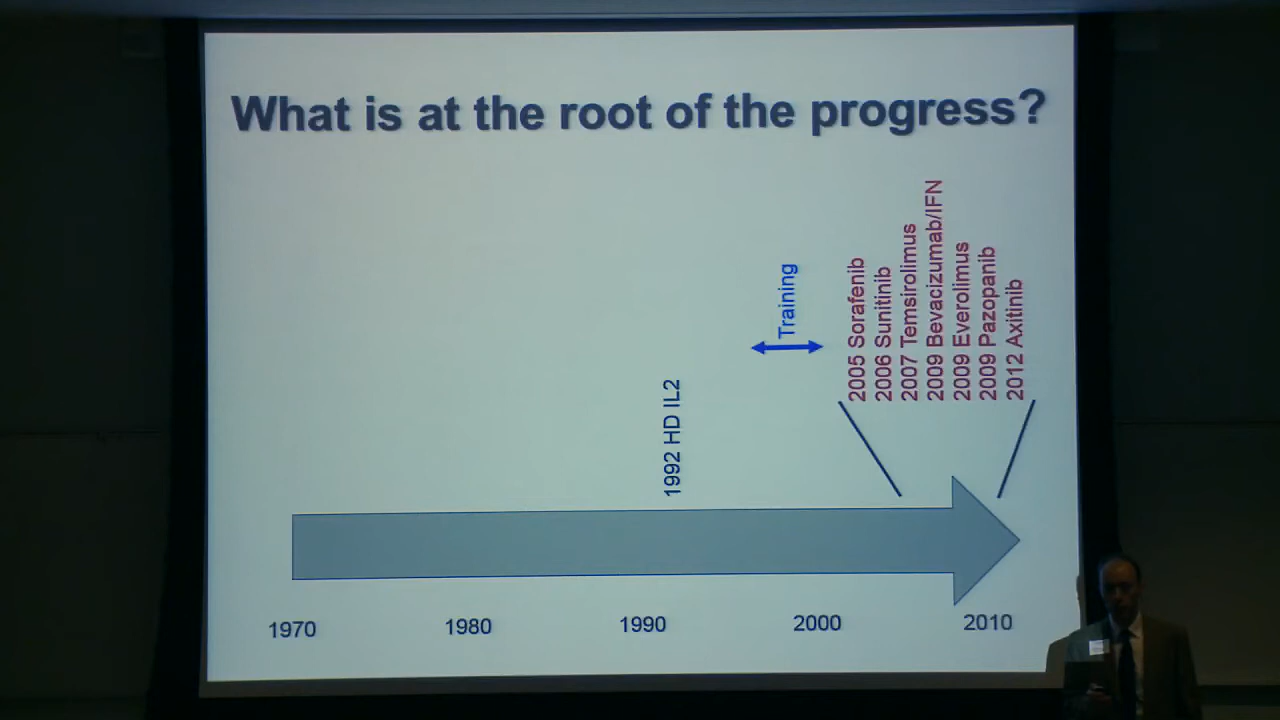 What is at the root of the progress?
1992 HD IL2
Training
2005 Sorafenib
2006 Sunitinib
2007 Temsirolimus
2009 Bevacizumab/IFN
2009 Everolimus
2009 Pazopanib
2012 Axitinib
1970
1980
1990
2000
2010